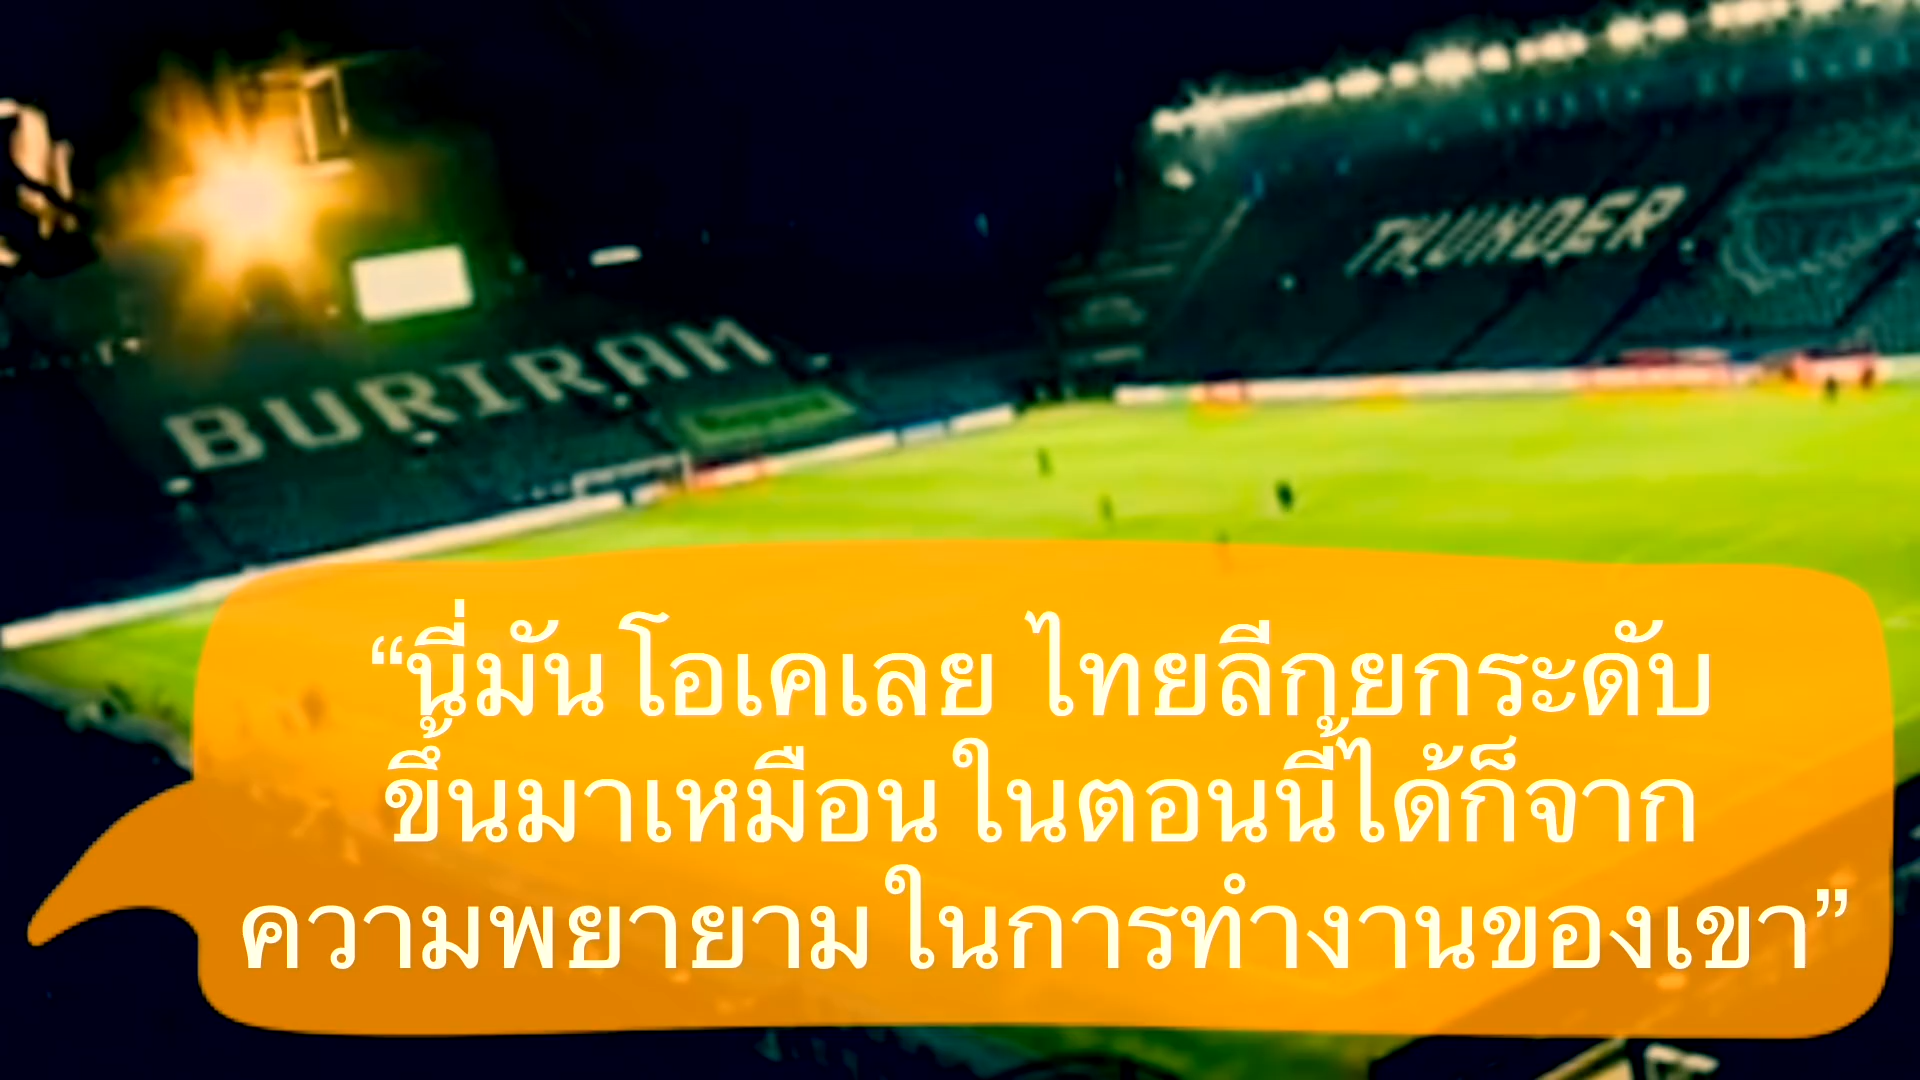 BURIRAM
THUNDER
“นี่มันโอเคเลย ไทยลีกยกระดับ
ขึ้นมาเหมือนในตอนนี้ได้ก็จาก
ความพยายามในการทำงานของเขา”